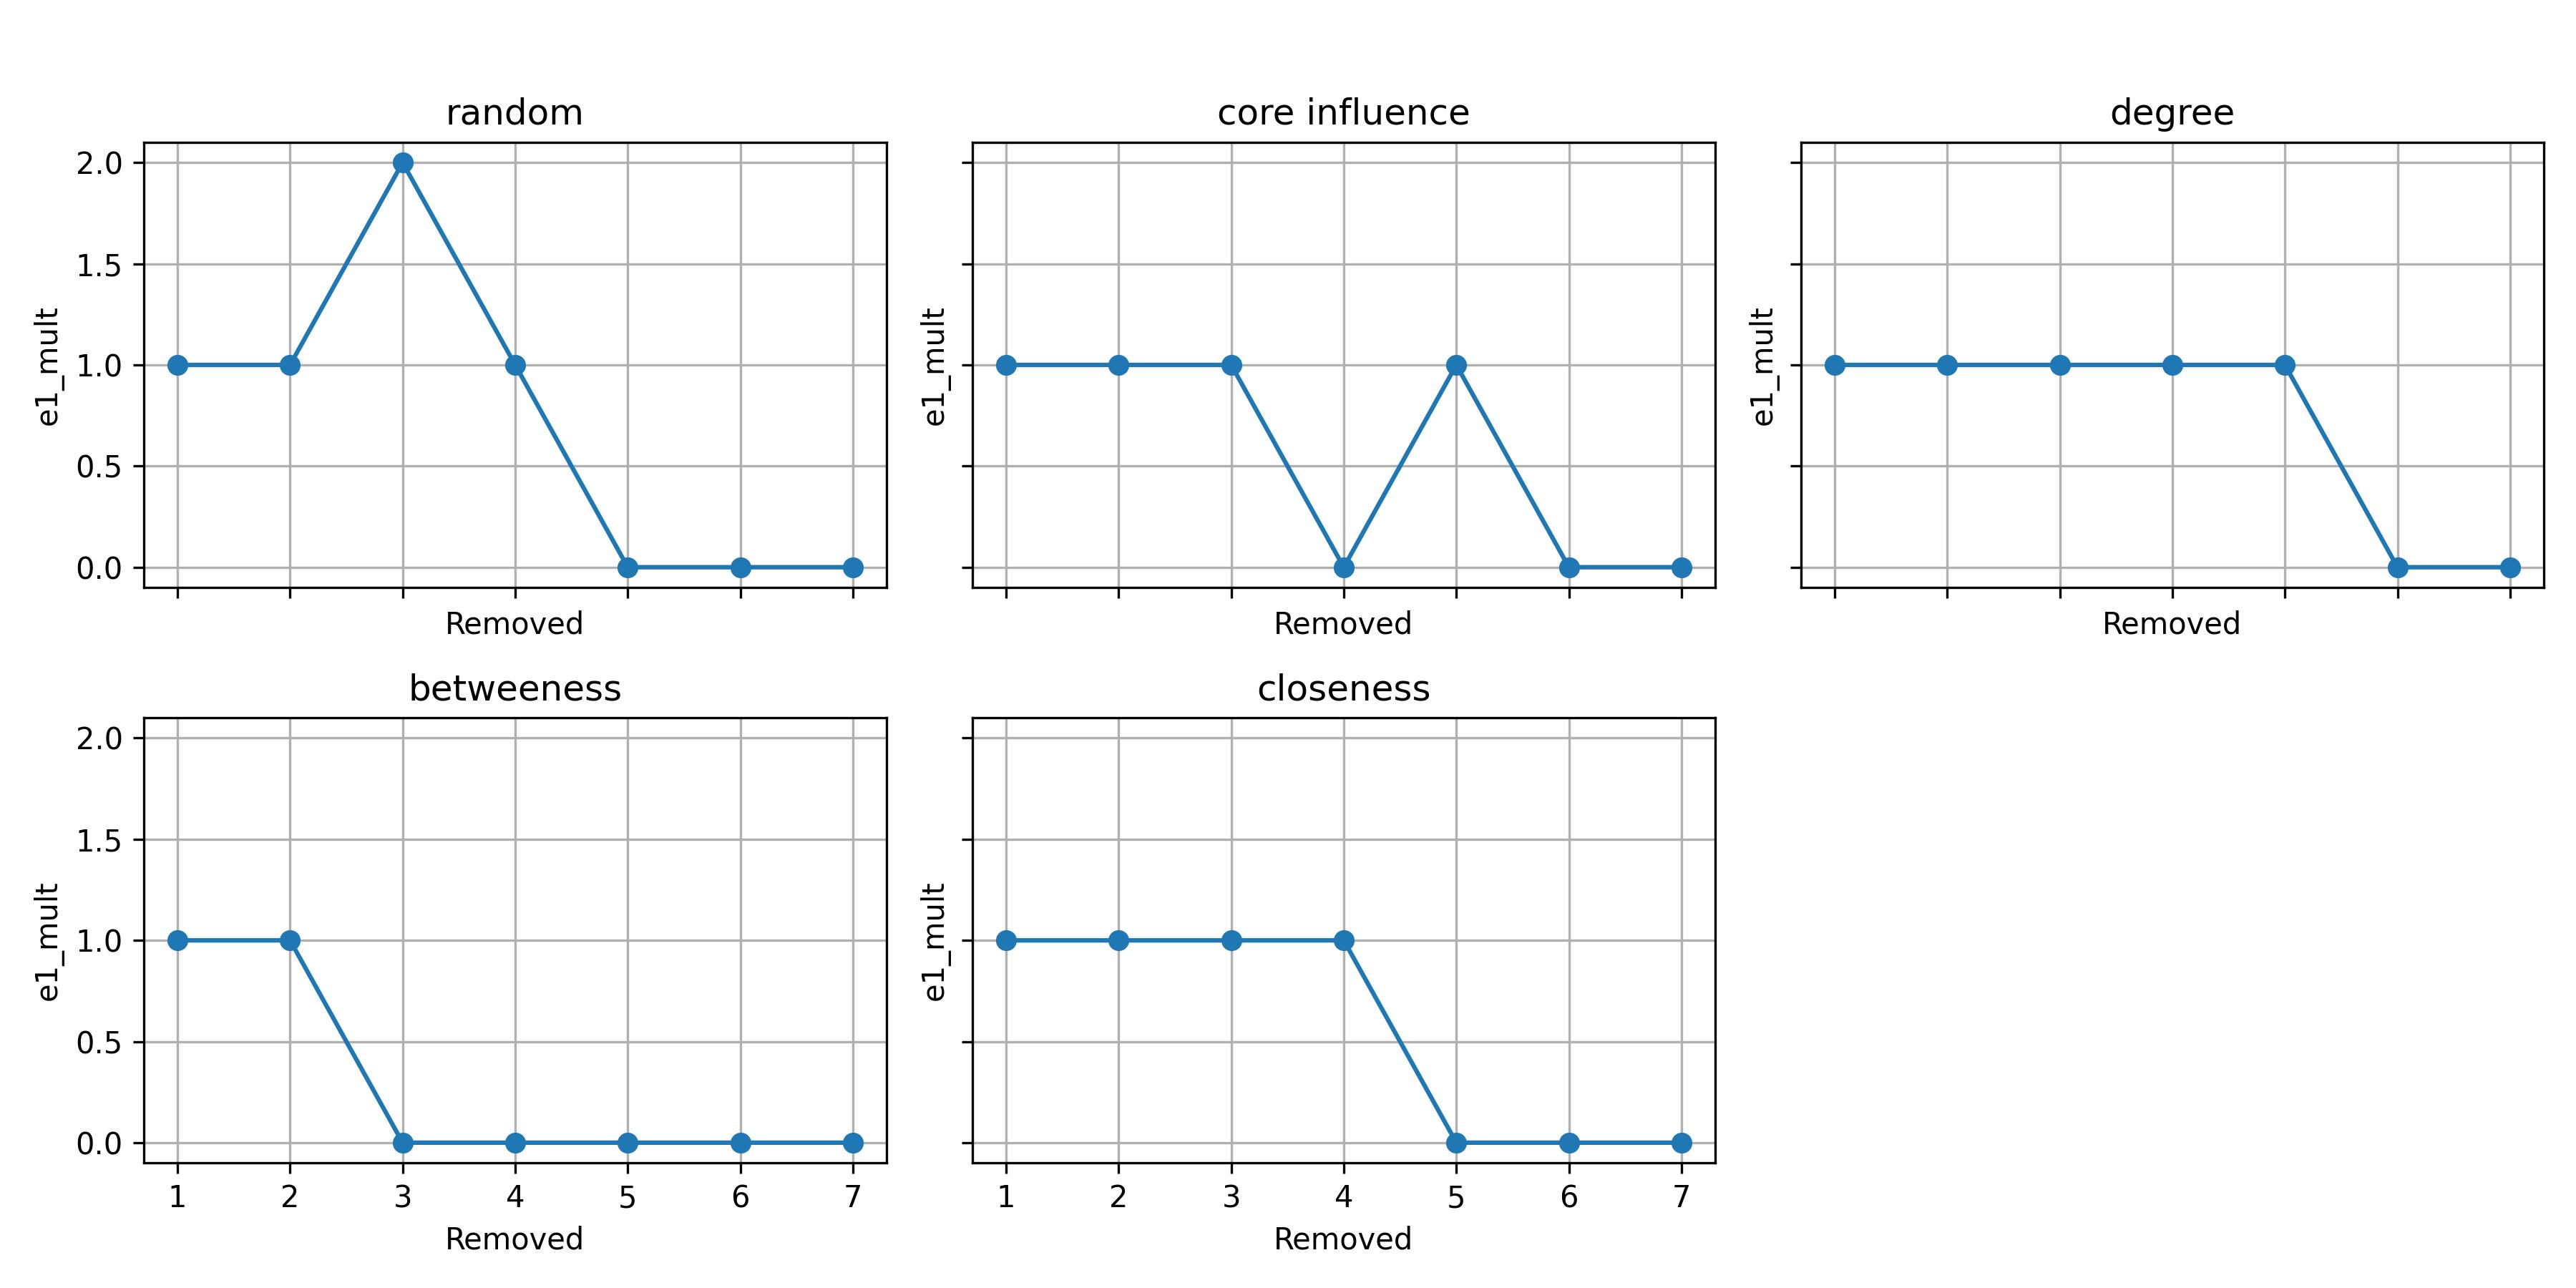 random
2.0
1.5
1.0
0.5
0.0
e1_mult
Removed
core influence
e1_mult
Removed
degree
e1_mult
Removed
betweeness
2.0
1.5
1.0
0.5
0.0
e1_mult
1 2 3 4 5 6 7
Removed
closeness
e1_mult
1 2 3 4 5 6 7
Removed